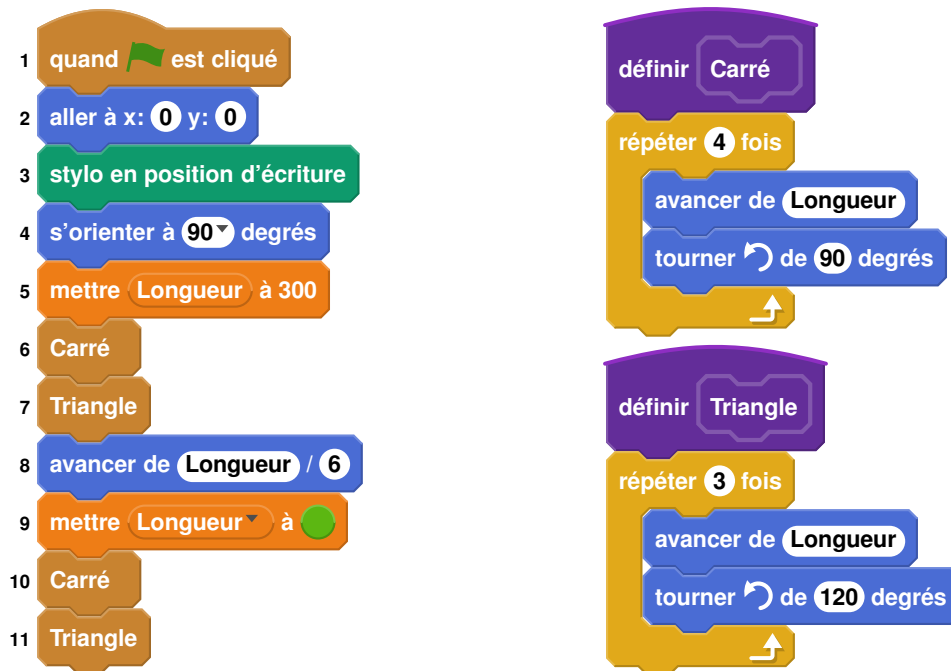 1 quand est cliqué
2 aller à x: 0 y: 0
3 stylo en position d'écriture
4 s'orienter à 90 degrés
5 mettre Longueur à 300
6 Carré
7 Triangle
8 avancer de Longueur / 6
9 mettre Longueur à
10 Carré
11 Triangle
définir Carré
répéter 4 fois
avancer de Longueur
tourner de 90 degrés
définir Triangle
répéter 3 fois
avancer de Longueur
tourner de 120 degrés